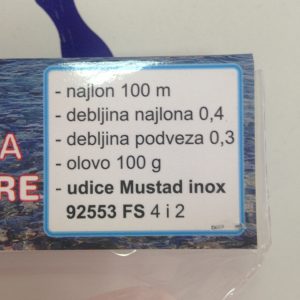 - najlon 100 m
- debljina najlona 0,4
- debljina podveza 0,3
- olovo 100 g
- udice Mustad inox
92553 FS 4 i 2
A
RE